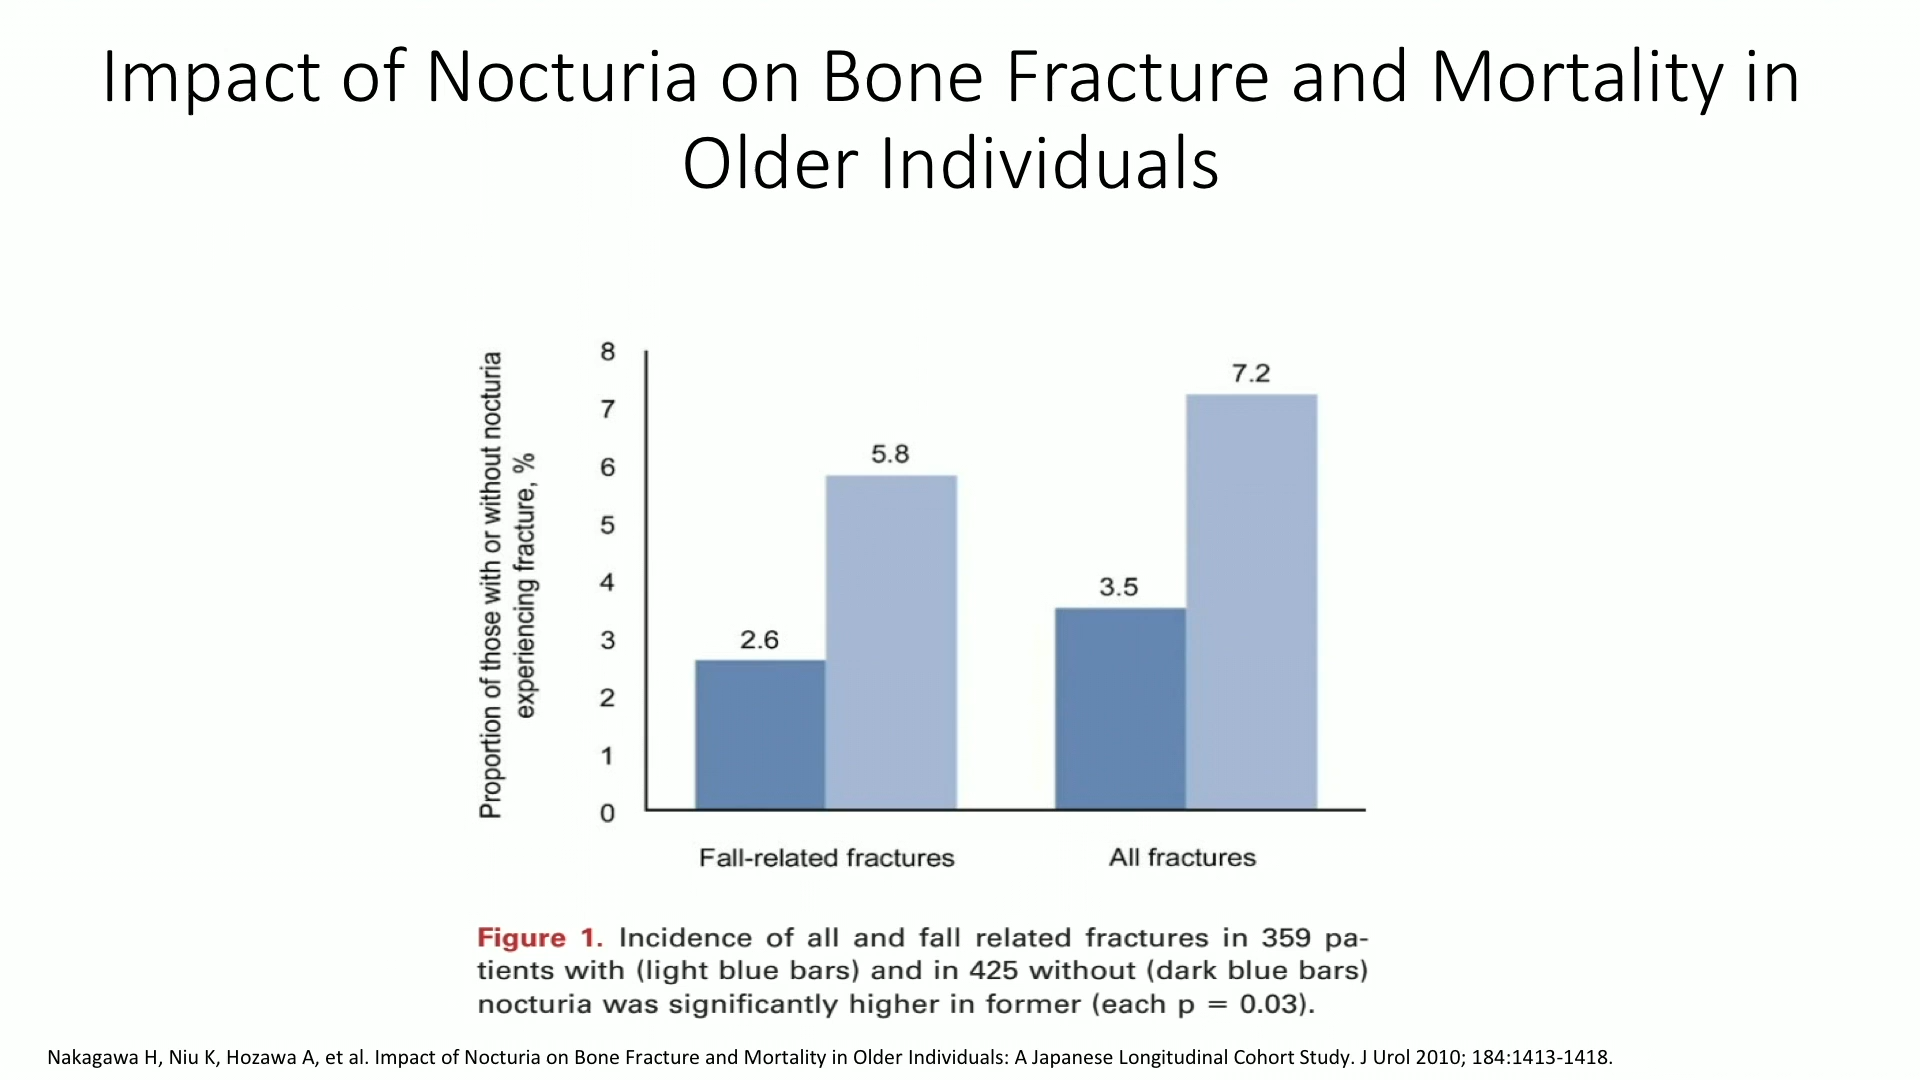 Impact of Nocturia on Bone Fracture and Mortality in
Older Individuals
Proportion of those with or without nocturia
experiencing fracture, %
8
7
6
5
4
3
2
1
0
2.6
5.8
3.5
7.2
Fall-related fractures
All fractures
Figure 1. Incidence of all and fall related fractures in 359 pa-
tients with (light blue bars) and in 425 without (dark blue bars)
nocturia was significantly higher in former (each p = 0.03).
Nakagawa H, Niu K, Hozawa A, et al. Impact of Nocturia on Bone Fracture and Mortality in Older Individuals: A Japanese Longitudinal Cohort Study. J Urol 2010; 184:1413-1418.